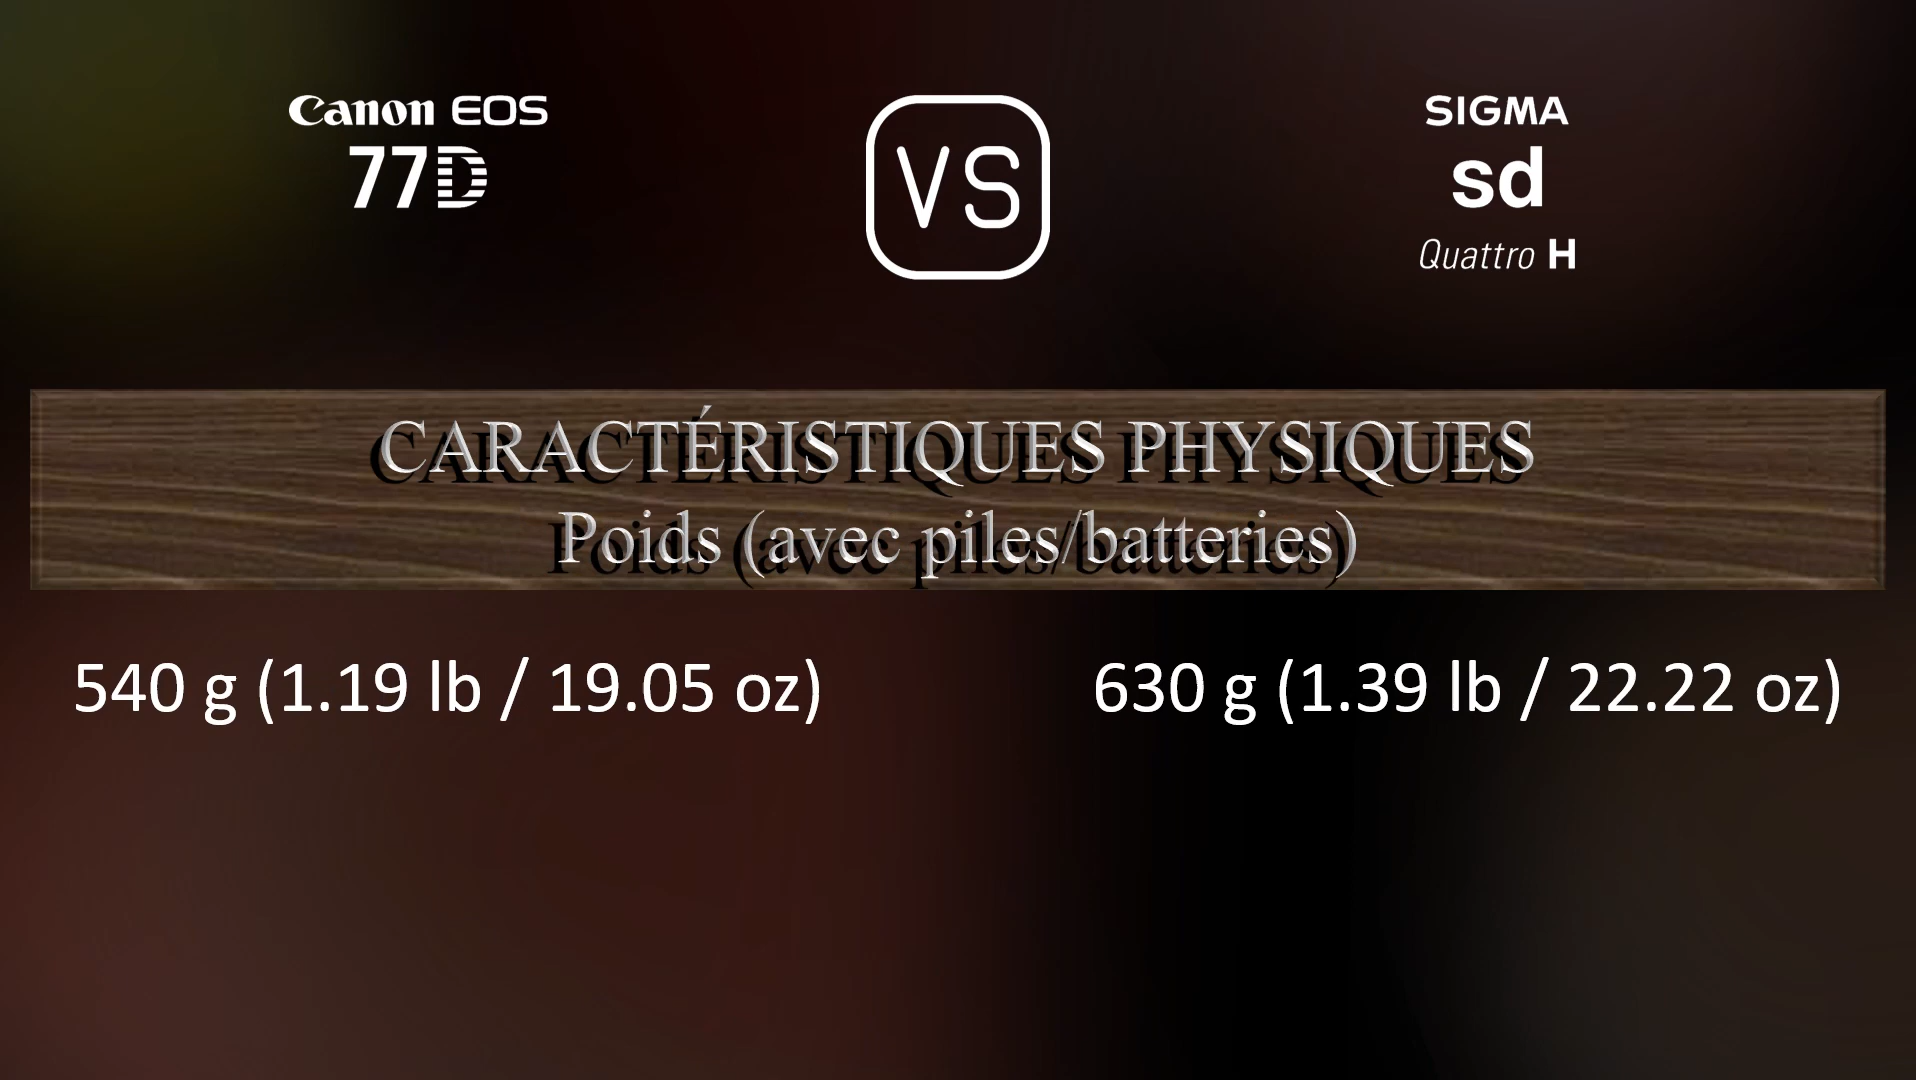 Canon EOS
77D
VS
SIGMA
sd
Quattro H
CARACTÉRISTIQUES PHYSIQUES
Poids (avec piles/batteries)
540 g (1.19 lb / 19.05 oz)
630 g (1.39 lb / 22.22 oz)